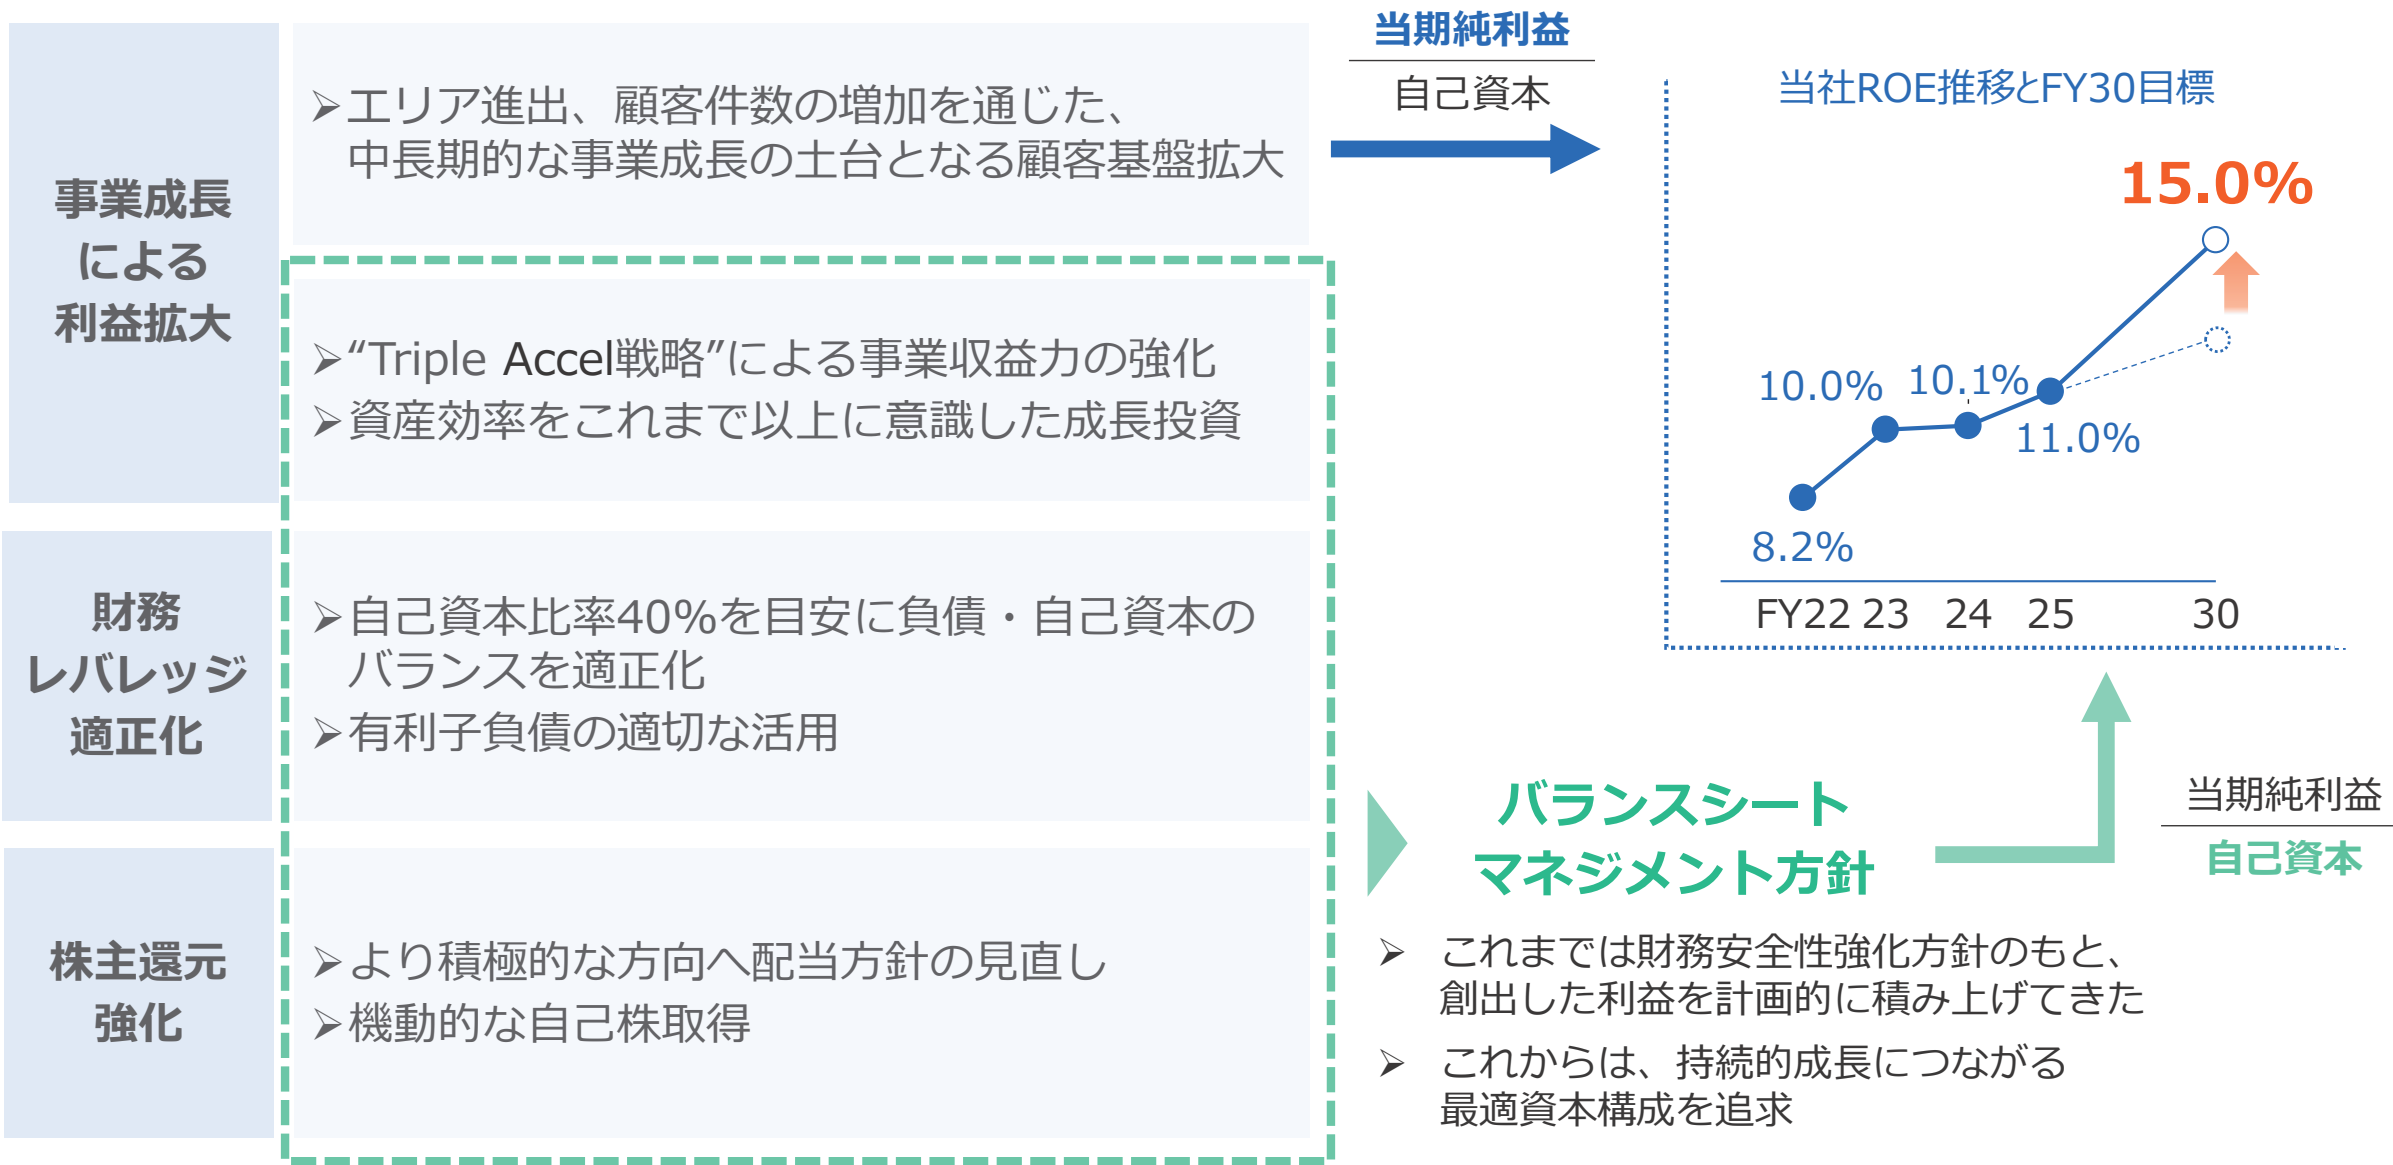 事業成長
による
利益拡大
➢エリア進出、顧客件数の増加を通じた、
中長期的な事業成長の土台となる顧客基盤拡大
➢“Triple Accel戦略”による事業収益力の強化
➢資産効率をこれまで以上に意識した成長投資
財務
レバレッジ
適正化
➢自己資本比率40%を目安に負債・自己資本の
バランスを適正化
➢有利子負債の適切な活用
株主還元
強化
➢より積極的な方向へ配当方針の見直し
➢機動的な自己株取得
当期純利益
自己資本
当社ROE推移とFY30目標
15.0%
10.0%
10.1%
11.0%
8.2%
FY22 23 24 25 30
バランスシート
マネジメント方針
当期純利益
自己資本
➢ これまでは財務安全性強化方針のもと、
創出した利益を計画的に積み上げてきた
➢ これからは、持続的成長につながる
最適資本構成を追求